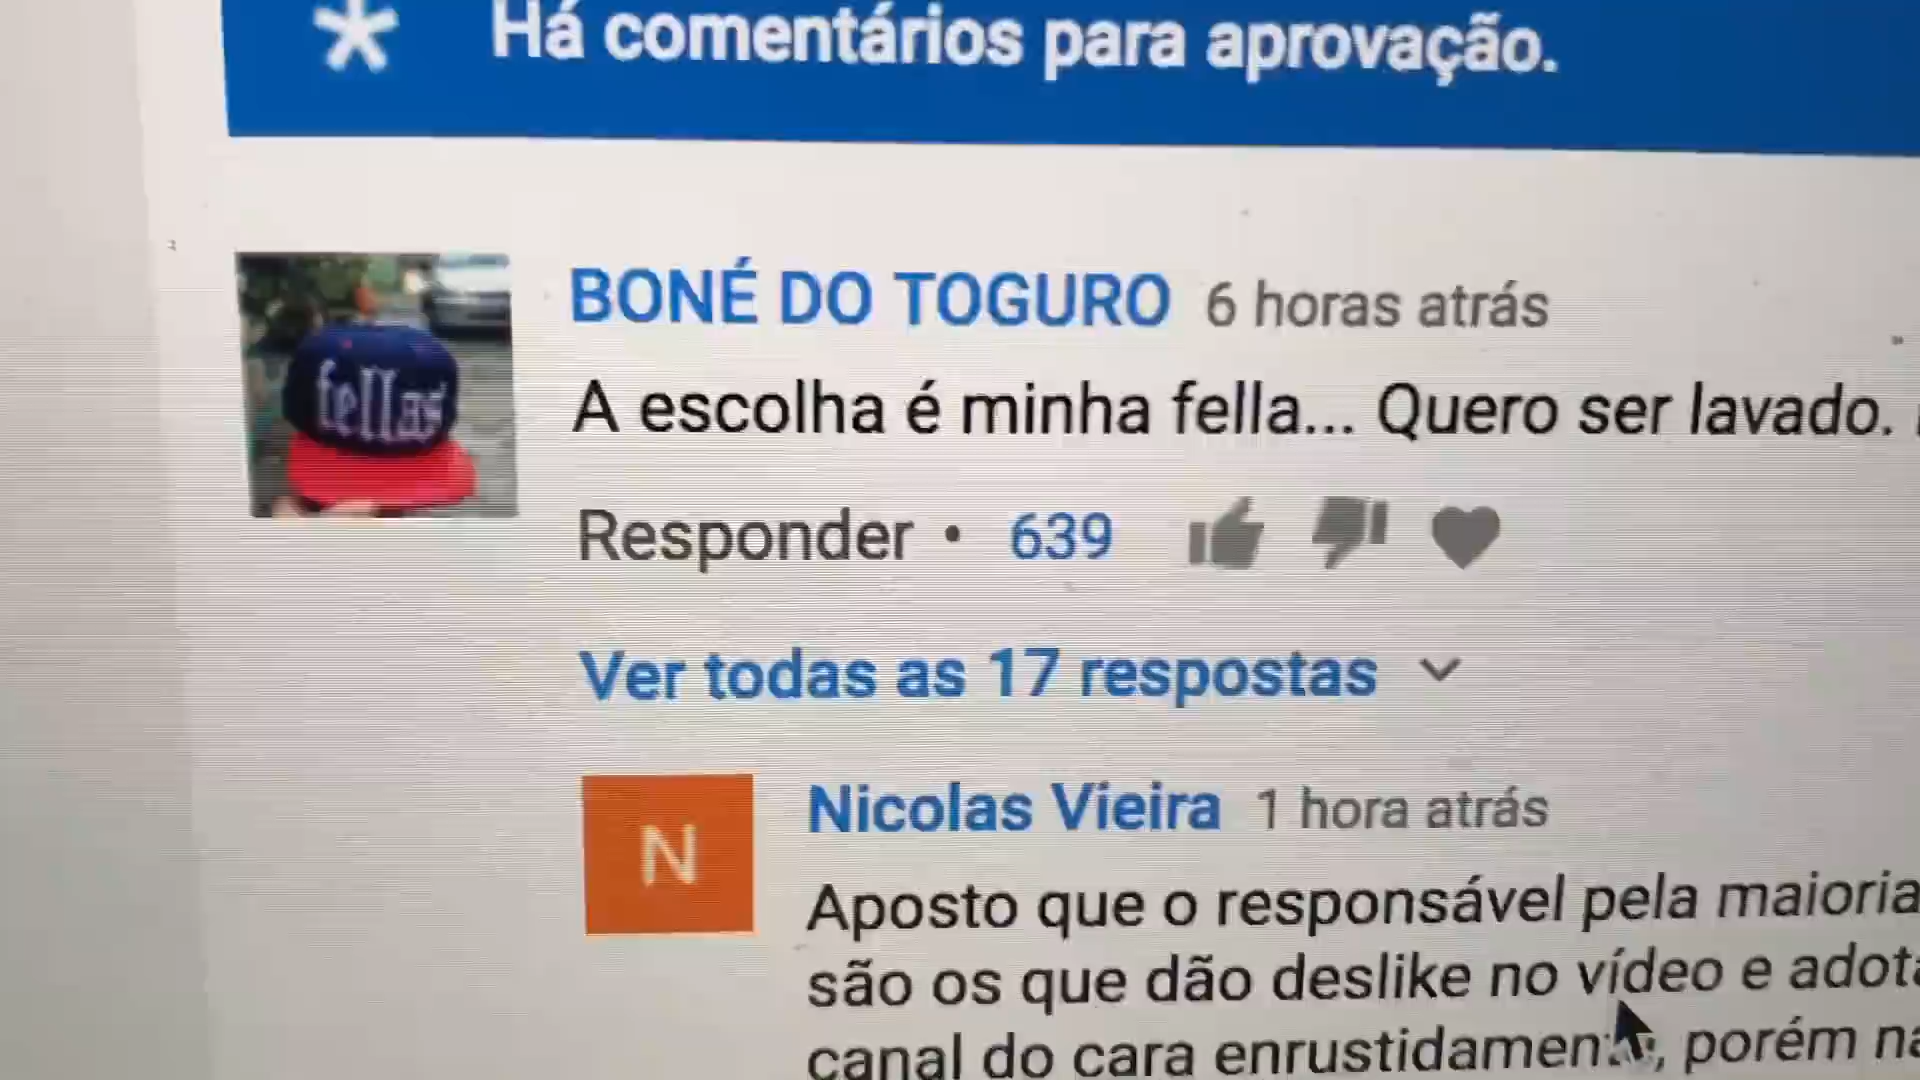 Há comentários para aprovação.
fellas
BONÉ DO TOGURO 6 horas atrás
A escolha é minha fella... Quero ser lavado.
Responder • 639
Ver todas as 17 respostas
N
Nicolas Vieira 1 hora atrás
Aposto que o responsável pela maioria
são os que dão deslike no vídeo e
canal do cara porém